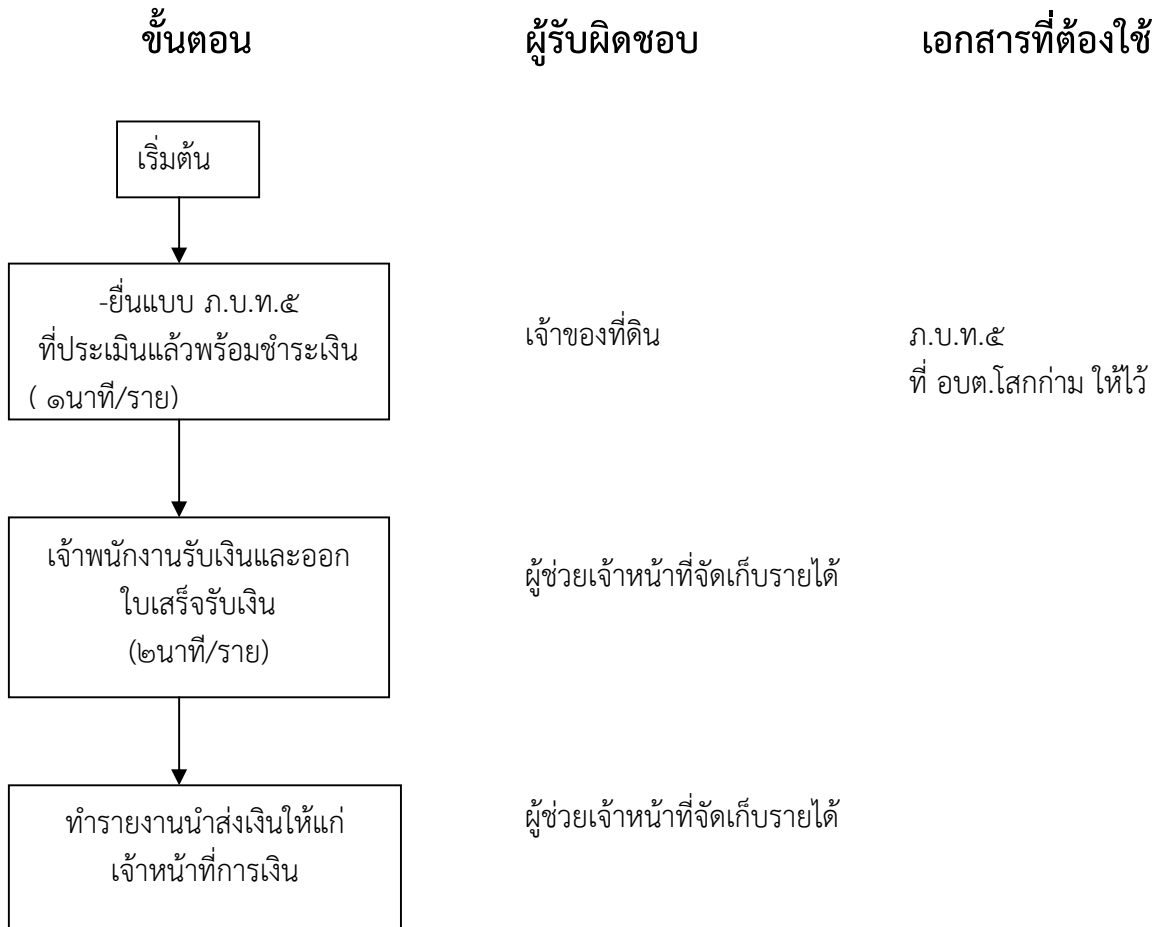 ขั้นตอน ผู้รับผิดชอบ เอกสารที่ต้องใช้
เริ่มต้น
-ยื่นแบบ ภ.บ.ท.๕
ที่ประเมินแล้วพร้อมชำระเงิน
( ๑นาที/ราย)
เจ้าของที่ดิน
ภ.บ.ท.๕
ที่ อบต.โสกก่าม ให้ไว้
เจ้าพนักงานรับเงินและออก
ใบเสร็จรับเงิน
(๒นาที/ราย)
ผู้ช่วยเจ้าหน้าที่จัดเก็บรายได้
ทำรายงานนำส่งเงินให้แก่
เจ้าหน้าที่การเงิน
ผู้ช่วยเจ้าหน้าที่จัดเก็บรายได้